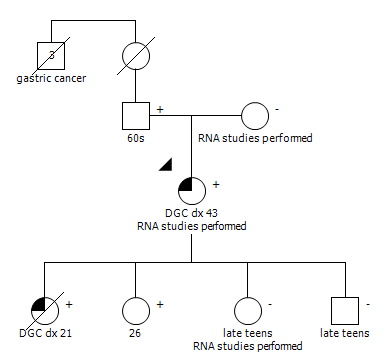 3
gastric cancer
+
-
60s
RNA studies performed
+
DGC dx 43
RNA studies performed
+
+
-
-
DGC dx 21
26
late teens
late teens
RNA studies performed